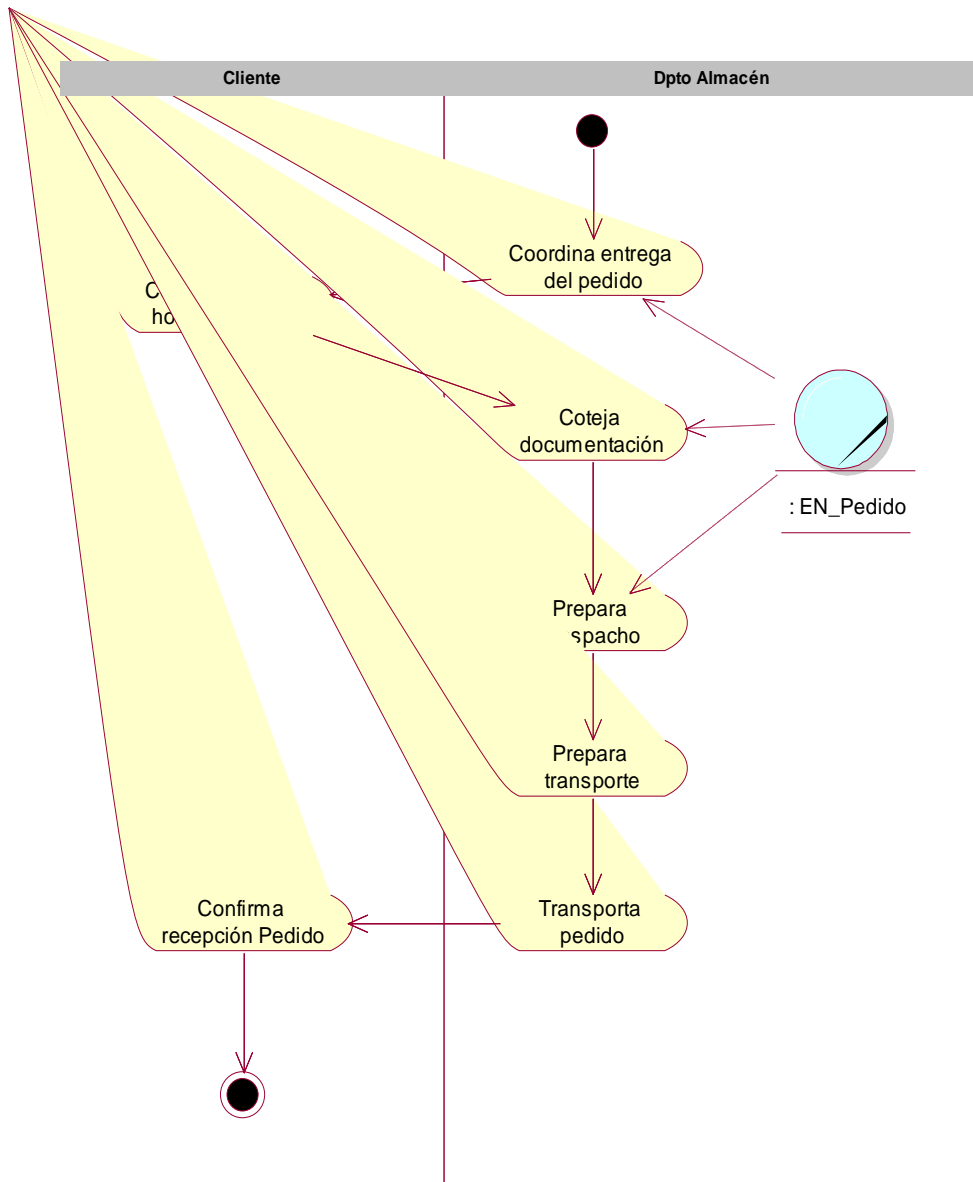 Cliente
Dpto Almacén
Coordina entrega
del pedido
Coteja
documentación
: EN_Pedido
Prepara
spacho
Prepara
transporte
Confirma
recepción Pedido
Transporta
pedido